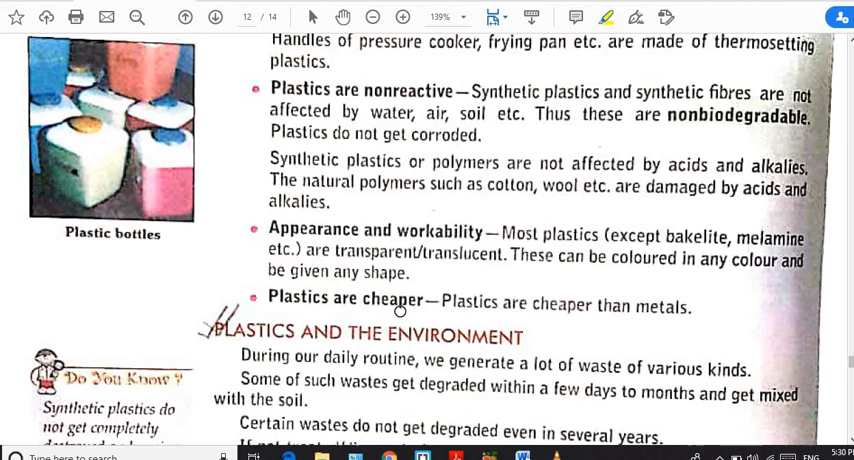 12 / 14
139%
Handles of pressure cooker, frying pan etc. are made of thermosetting
plastics.
• Plastics are nonreactive — Synthetic plastics and synthetic fibres are not
affected by water, air, soil etc. Thus these are nonbiodegradable.
Plastics do not get corroded.
Synthetic plastics or polymers are not affected by acids and alkalies.
The natural polymers such as cotton, wool etc. are damaged by acids and
alkalies.
• Appearance and workability — Most plastics (except bakelite, melamine
etc.) are transparent/translucent. These can be coloured in any colour and
be given any shape.
• Plastics are cheaper — Plastics are cheaper than metals.
Plastic bottles
PLASTICS AND THE ENVIRONMENT
During our daily routine, we generate a lot of waste of various kinds.
Some of such wastes get degraded within a few days to months and get mixed
with the soil.
Certain wastes do not get degraded even in several years.
Do You Know ?
Synthetic plastics do
not get completely
Type here to search
ENG
5:30 P